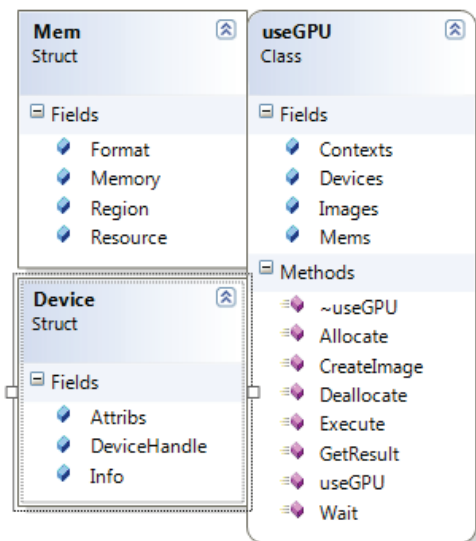 Mem
Struct
Fields
Format
Memory
Region
Resource
Device
Struct
Fields
Attribs
DeviceHandle
Info
useGPU
Class
Fields
Contexts
Devices
Images
Mems
Methods
~useGPU
Allocate
CreateImage
Deallocate
Execute
GetResult
useGPU
Wait